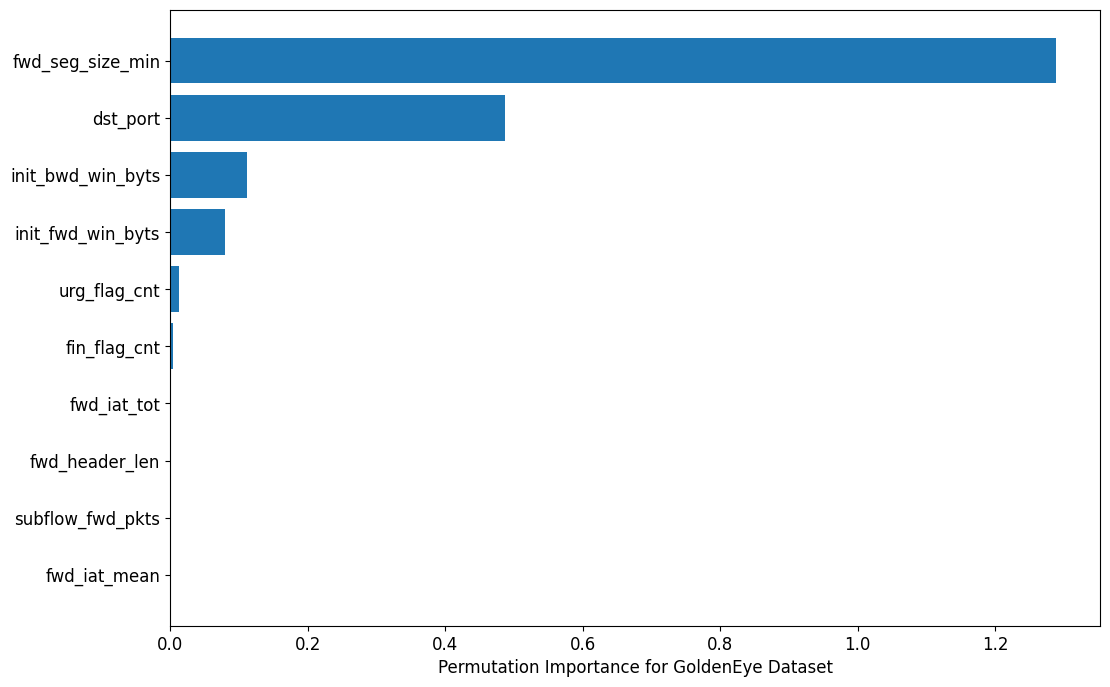 fwd_seg_size_min
dst_port
init_bwd_win_byts
init_fwd_win_byts
urg_flag_cnt
fin_flag_cnt
fwd_iat_tot
fwd_header_len
subflow_fwd_pkts
fwd_iat_mean
0.0 0.2 0.4 0.6 0.8 1.0 1.2
Permutation Importance for GoldenEye Dataset